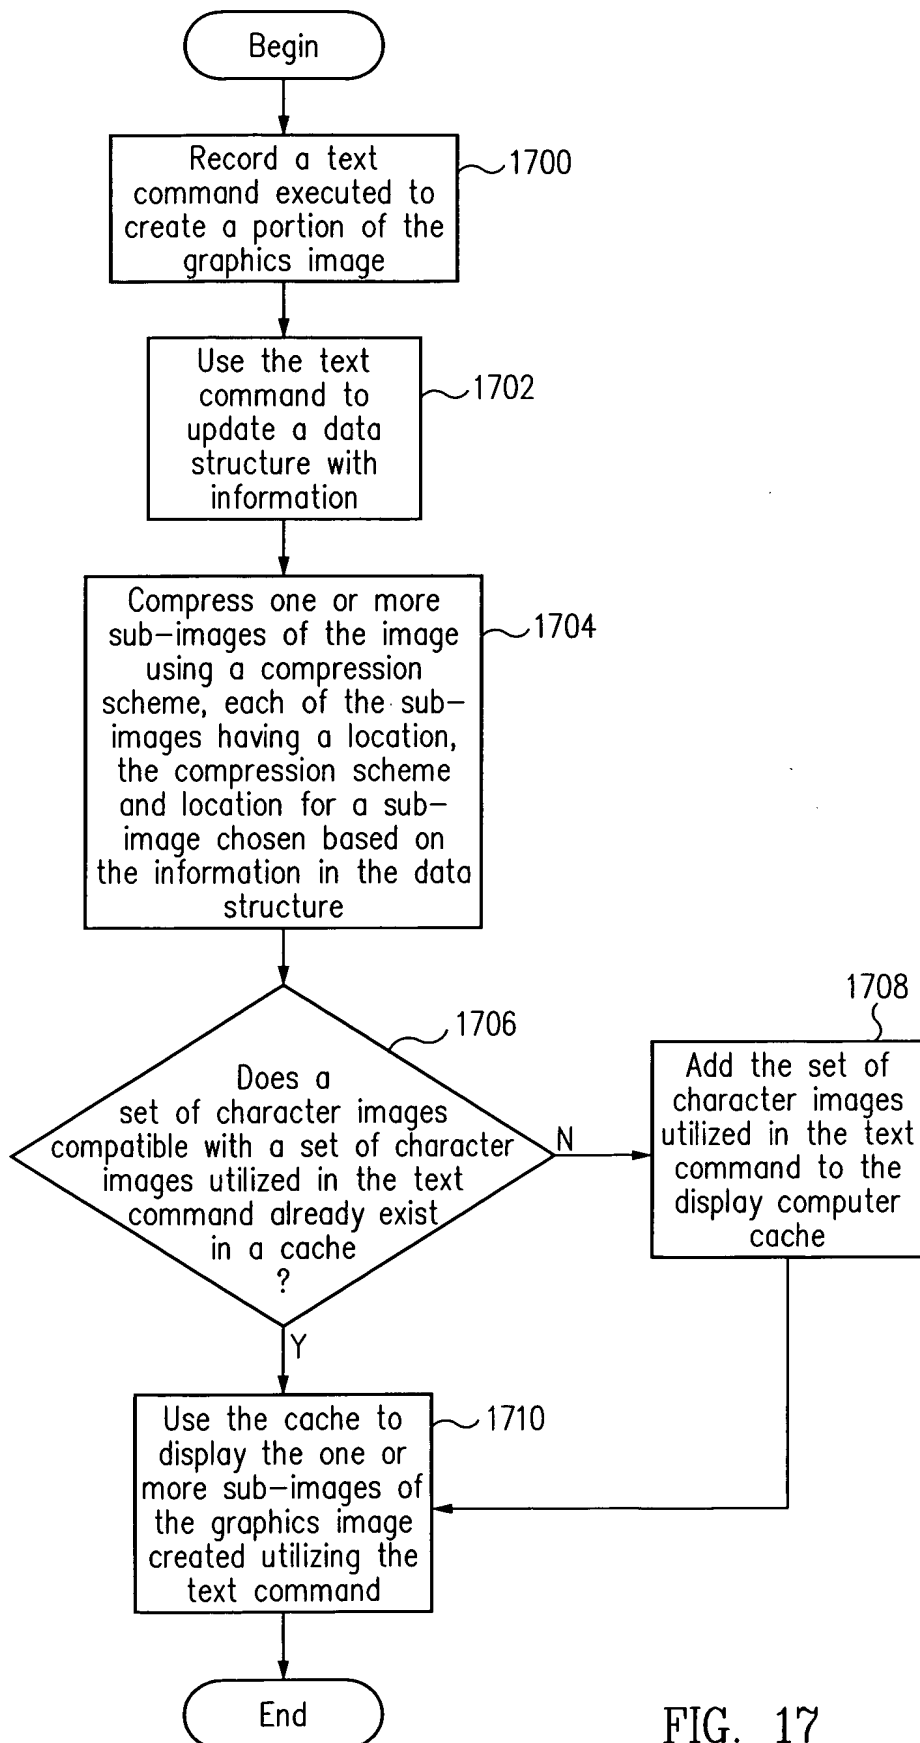 Begin
Record a text
command executed to
create a portion of the
graphics image
1700
Use the text
command to
update a data
structure with
information
1702
Compress one or more
sub-images of the image
using a compression
scheme, each of the sub-
images having a location,
the compression scheme
and location for a sub-
image chosen based on
the information in the data
structure
1704
1706
Does a
set of character images
compatible with a set of character
images utilized in the text
command already exist
in a cache
?
N
Y
1708
Add the set of
character images
utilized in the text
command to the
display computer
cache
Use the cache to
display the one or
more sub-images of
the graphics image
created utilizing the
text command
1710
End
FIG. 17